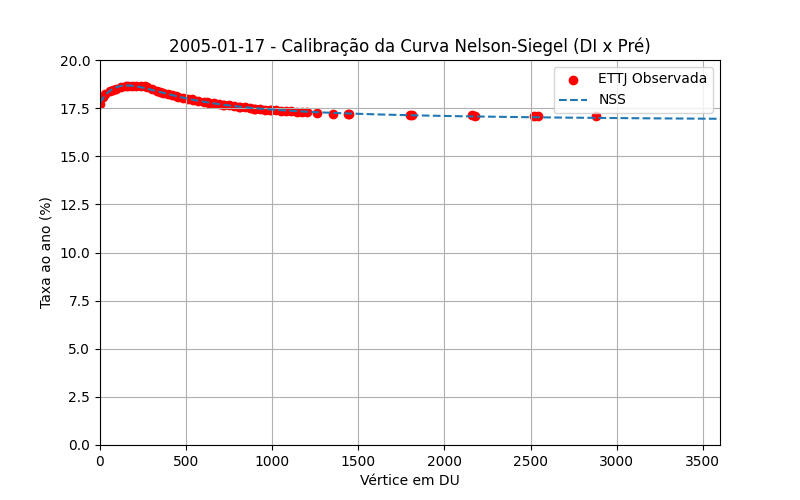 2005-01-17 - Calibração da Curva Nelson-Siegel (DI x Pré)
ETTJ Observada
NSS
Taxa ao ano (%)
20.0
17.5
15.0
12.5
10.0
7.5
5.0
2.5
0.0
0 500 1000 1500 2000 2500 3000 3500
Vértice em DU